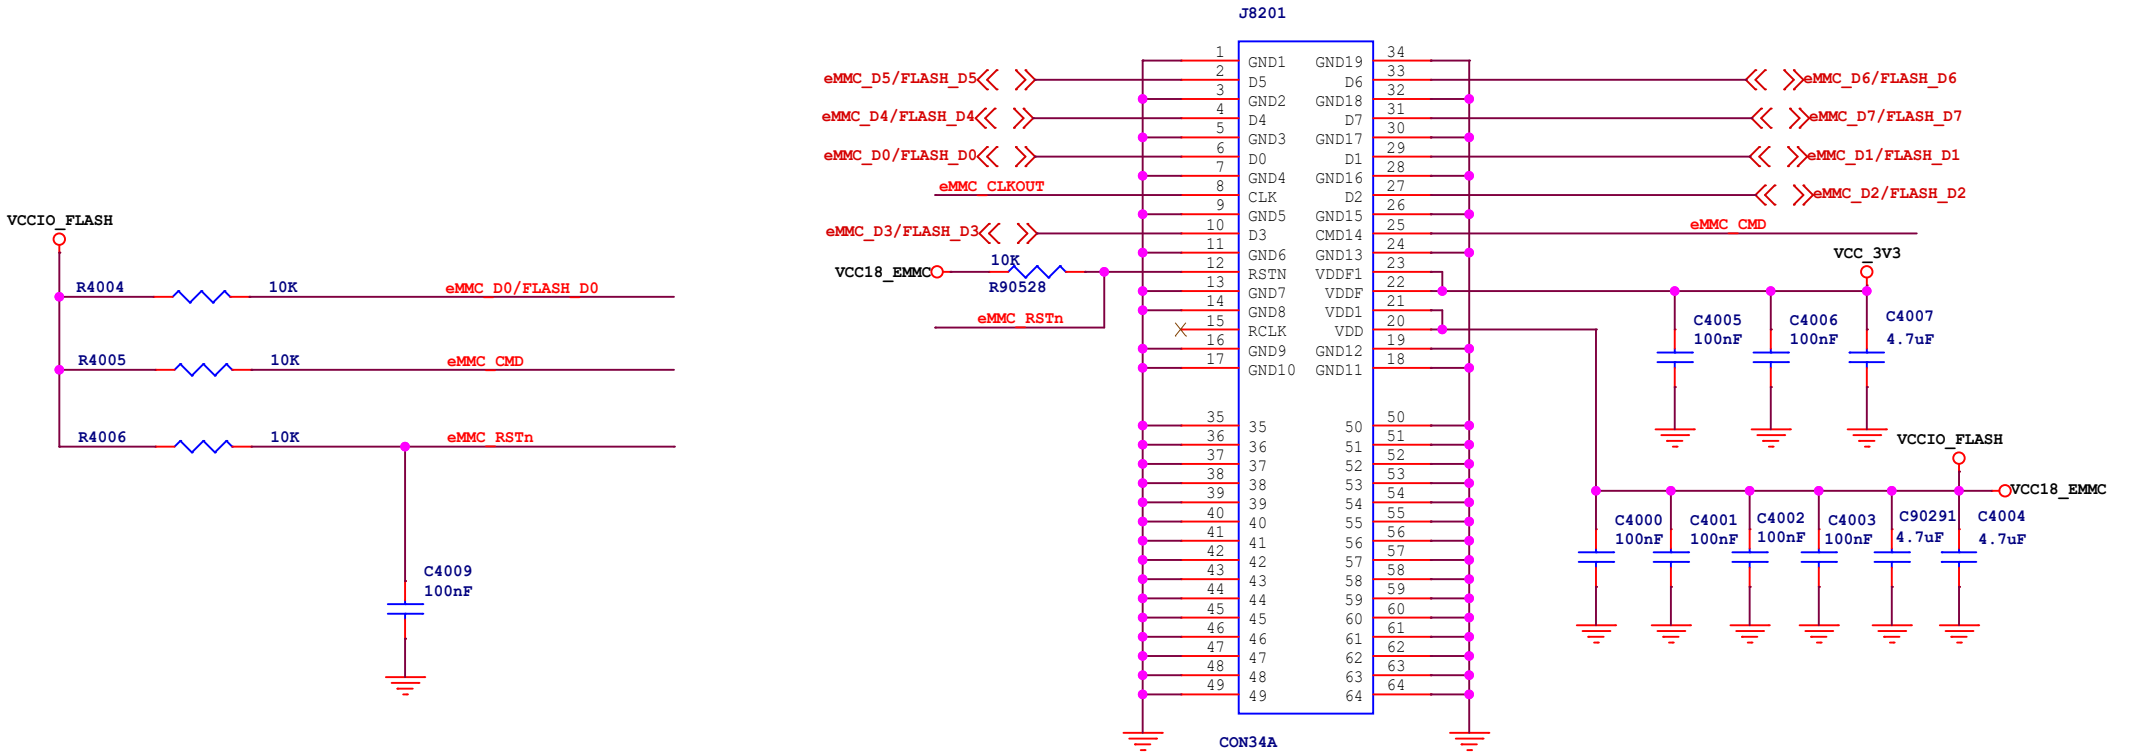 J8201
1 GND1 GND19 34
eMMC_D5/FLASH_D5 2 D5 D6 33 eMMC_D6/FLASH_D6
3 GND2 GND18 32
eMMC_D4/FLASH_D4 4 D4 D7 31 eMMC_D7/FLASH_D7
5 GND3 GND17 30
eMMC_D0/FLASH_D0 6 D0 D1 29 eMMC_D1/FLASH_D1
7 GND4 GND16 28
eMMC_CLKOUT 8 CLK D2 27 eMMC_D2/FLASH_D2
9 GND5 GND15 26
eMMC_D3/FLASH_D3 10 D3 CMD14 25 eMMC_CMD
11 GND6 GND13 24
VCC18_EMMC 10K R90528 12 RSTN VDDF1 23
13 GND7 VDDF 22
14 GND8 VDD1 21
eMMC_RSTn
15 RCLK VDD 20
16 GND9 GND12 19
17 GND10 GND11 18
35 35 50 50
36 36 51 51
37 37 52 52
38 38 53 53
39 39 54 54
40 40 55 55
41 41 56 56
42 42 57 57
43 43 58 58
44 44 59 59
45 45 60 60
46 46 61 61
47 47 62 62
48 48 63 63
49 49 64 64
CON34A
VCCIO_FLASH
R4004 10K eMMC_D0/FLASH_D0
R4005 10K eMMC_CMD
R4006 10K eMMC_RSTn
C4009
100nF
VCC_3V3
C4005 C4006 C4007
100nF 100nF 4.7uF
VCCIO_FLASH
VCC18_EMMC
C4000 C4001 C4002 C4003 C90291 C4004
100nF 100nF 100nF 100nF 4.7uF 4.7uF